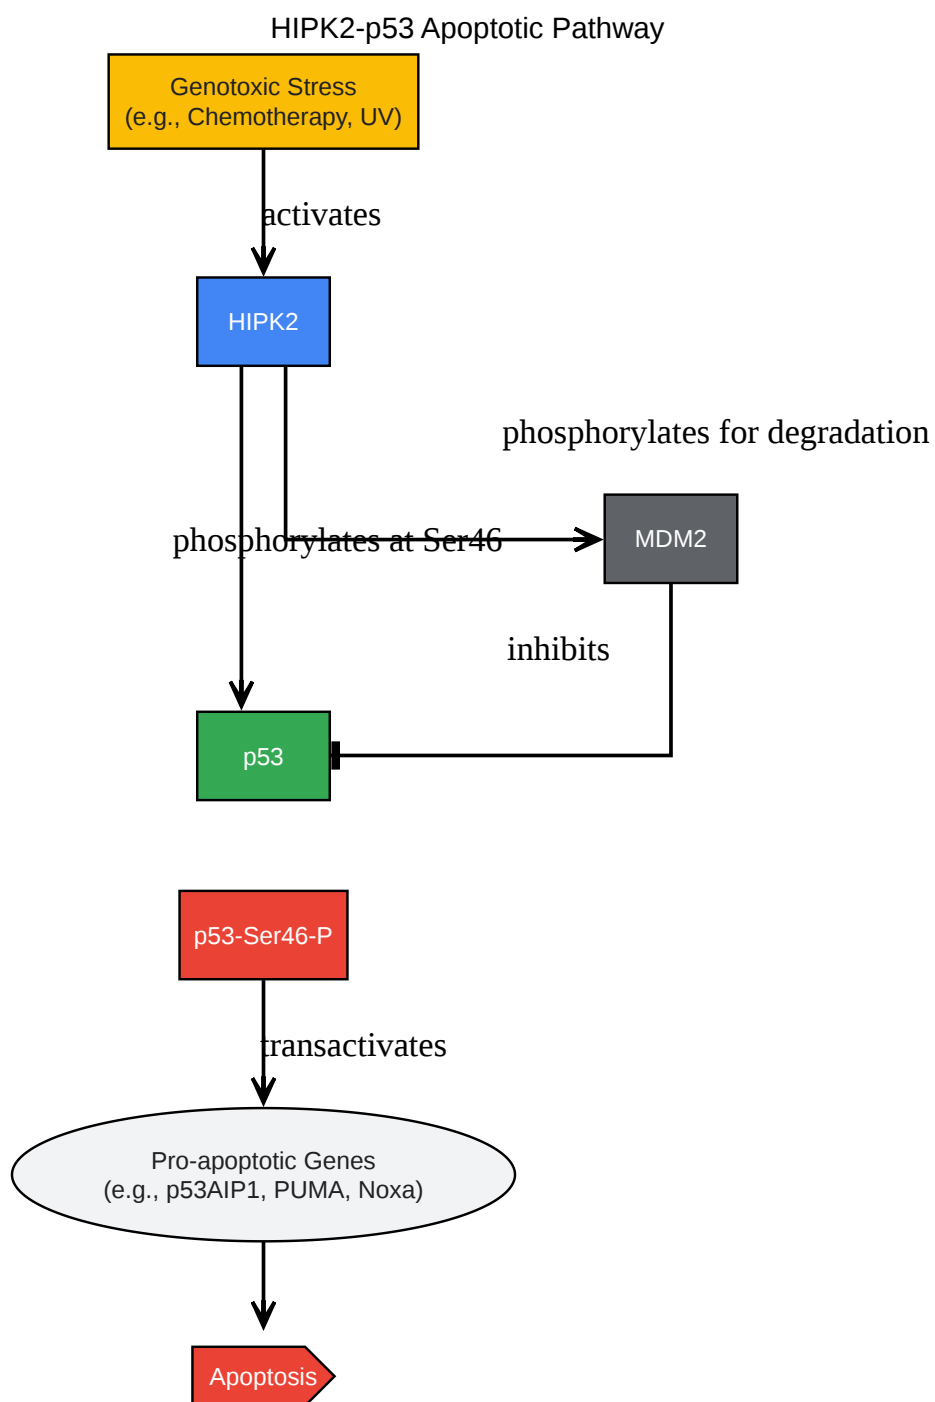 HIPK2-p53 Apoptotic Pathway
Genotoxic Stress
(e.g., Chemotherapy, UV)
activates
HIPK2
phosphorylates for degradation
phosphorylates at Ser46
MDM2
inhibits
p53
p53-Ser46-P
transactivates
Pro-apoptotic Genes
(e.g., p53AIP1, PUMA, Noxa)
Apoptosis